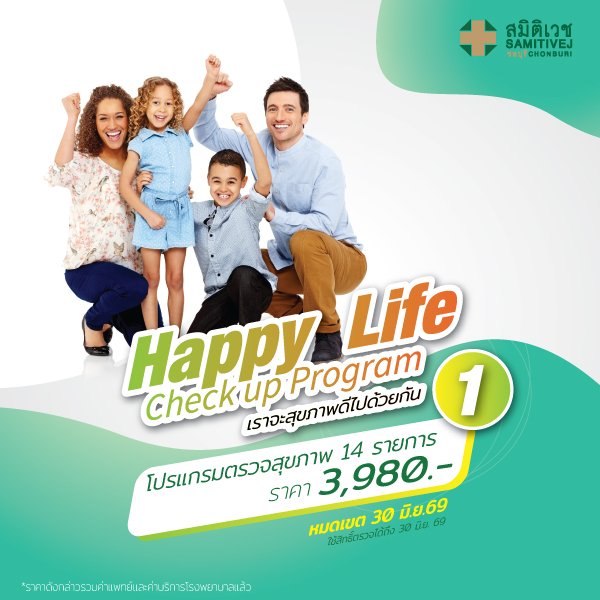 สมิติเวช
SAMITIVEJ
ชลบุรี CHONBURI
Happy Life
Check up Program
เราจะสุขภาพดีไปด้วยกัน
1
โปรแกรมตรวจสุขภาพ 14 รายการ
ราคา 3,980.-
หมดเขต 30 มิ.ย.69
ใช้สิทธิ์ตรวจได้ถึง 30 มิ.ย. 69
*ราคาดังกล่าวรวมค่าแพทย์และค่าบริการโรงพยาบาลแล้ว